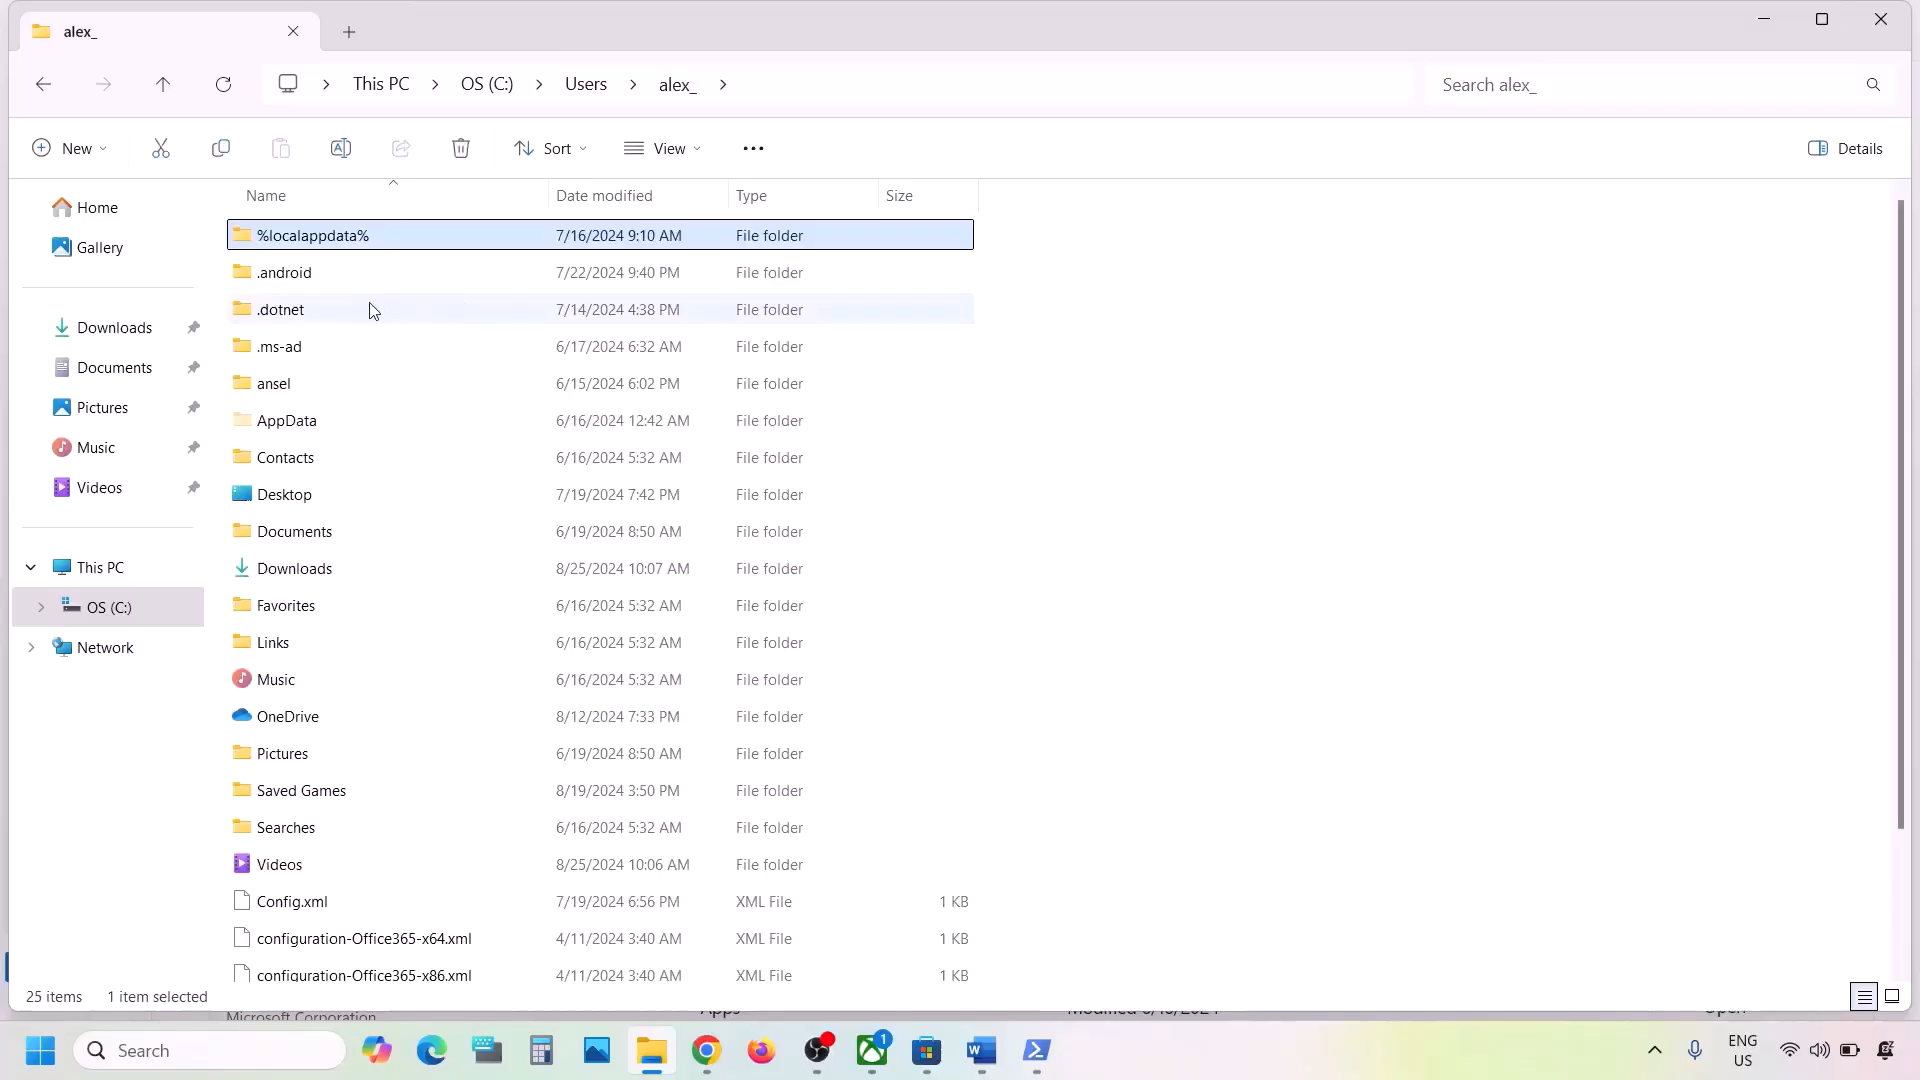 alex_
This PC
OS (C:)
Users
alex_
Search alex_
New
Sort
View
Details
Name
Date modified
Type
Size
Home
Gallery
Downloads
Documents
Pictures
Music
Videos
This PC
OS (C:)
Network
%localappdata% 7/16/2024 9:10 AM File folder
.android 7/22/2024 9:40 PM File folder
.dotnet 7/14/2024 4:38 PM File folder
.ms-ad 6/17/2024 6:32 AM File folder
ansel 6/15/2024 6:02 PM File folder
AppData 6/16/2024 12:42 AM File folder
Contacts 6/16/2024 5:32 AM File folder
Desktop 7/19/2024 7:42 PM File folder
Documents 6/19/2024 8:50 AM File folder
Downloads 8/25/2024 10:07 AM File folder
Favorites 6/16/2024 5:32 AM File folder
Links 6/16/2024 5:32 AM File folder
Music 6/16/2024 5:32 AM File folder
OneDrive 8/12/2024 7:33 PM File folder
Pictures 6/19/2024 8:50 AM File folder
Saved Games 8/19/2024 3:50 PM File folder
Searches 6/16/2024 5:32 AM File folder
Videos 8/25/2024 10:06 AM File folder
Config.xml 7/19/2024 6:56 PM XML File 1 KB
configuration-Office365-x64.xml 4/11/2024 3:40 AM XML File 1 KB
configuration-Office365-x86.xml 4/11/2024 3:40 AM XML File 1 KB
25 items 1 item selected
Microsoft Corporation
Search
1
ENG
US